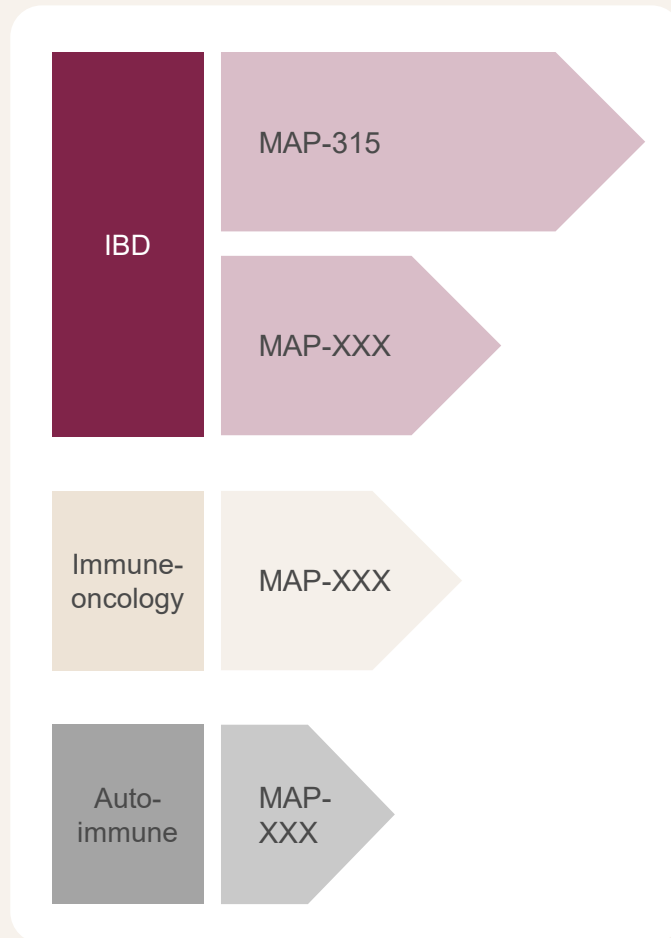 IBD
MAP-315
MAP-XXX
Immune-
oncology
MAP-XXX
Auto-
immune
MAP-
XXX